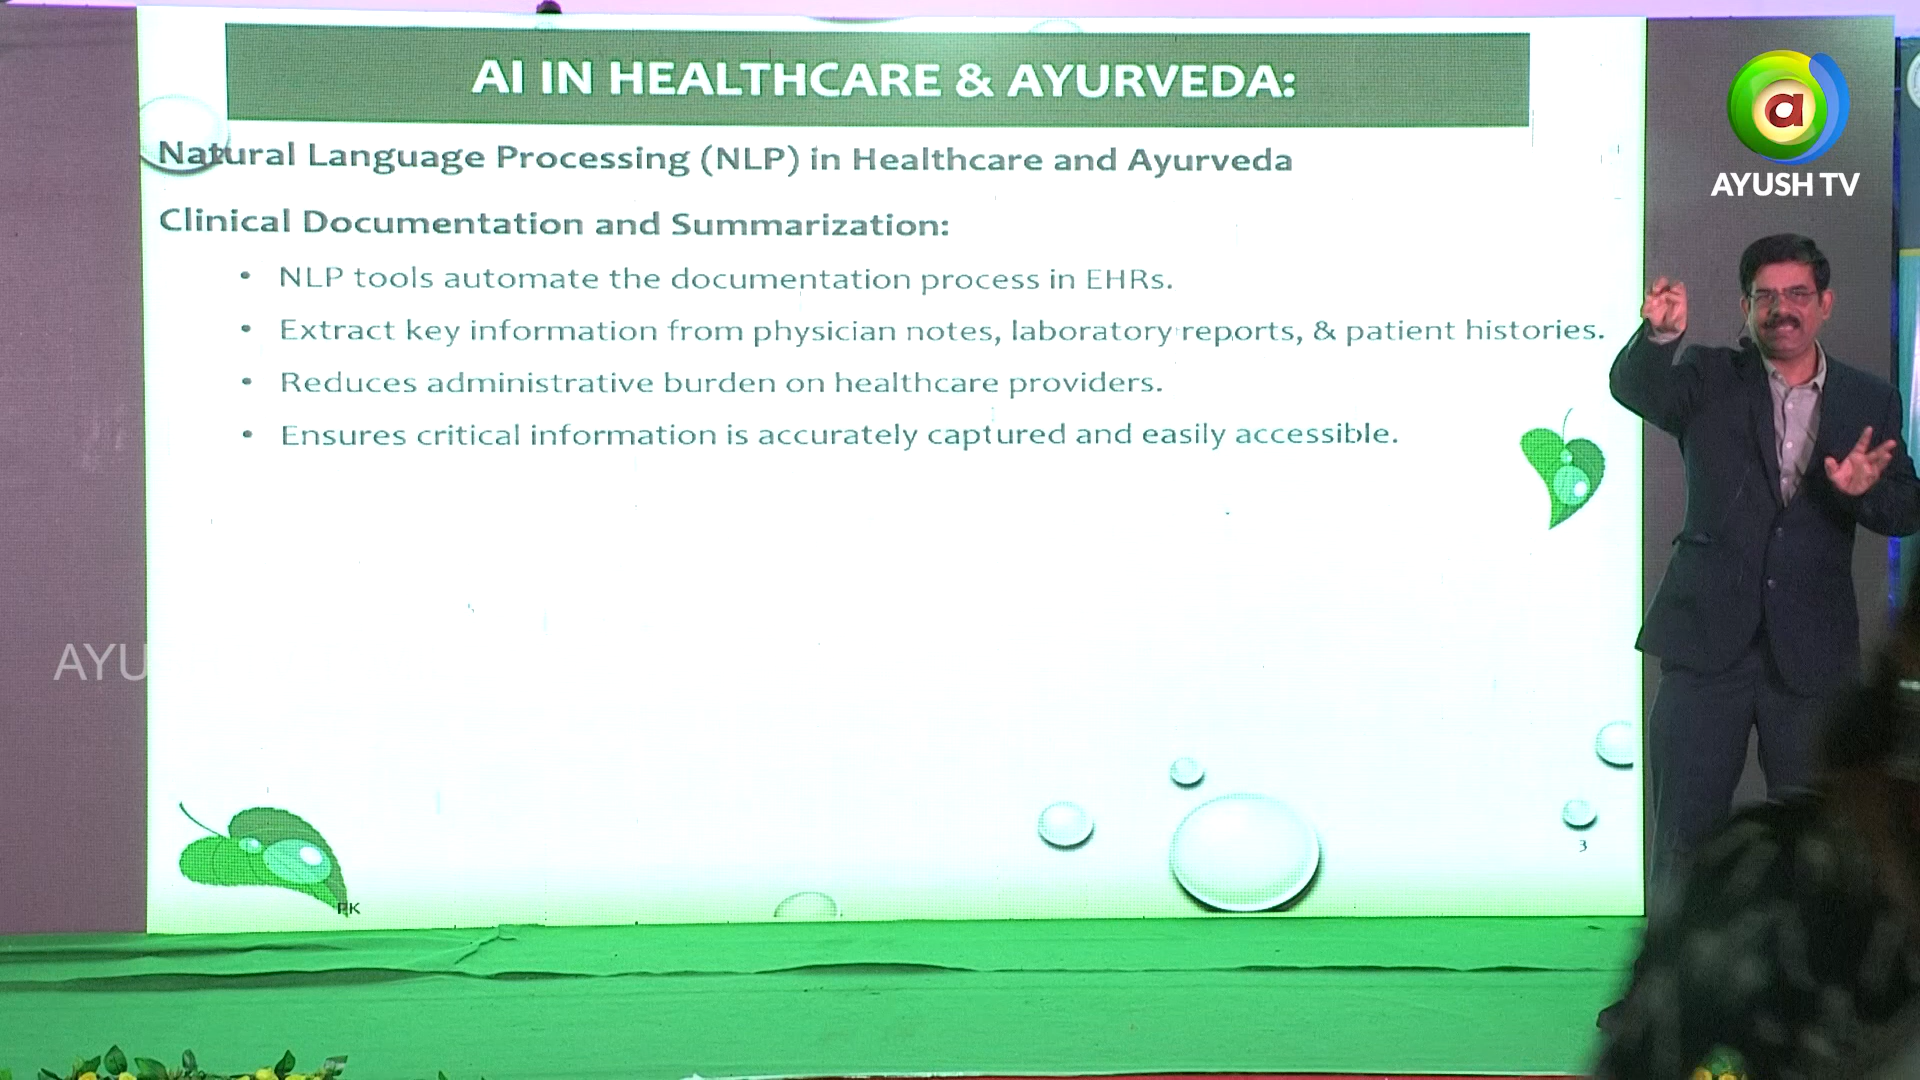 AI IN HEALTHCARE & AYURVEDA:
a
AYUSH TV
Natural Language Processing (NLP) in Healthcare and Ayurveda
Clinical Documentation and Summarization:
• NLP tools automate the documentation process in EHRs.
• Extract key information from physician notes, laboratory reports, & patient histories.
• Reduces administrative burden on healthcare providers.
• Ensures critical information is accurately captured and easily accessible.
AYU
3
PK